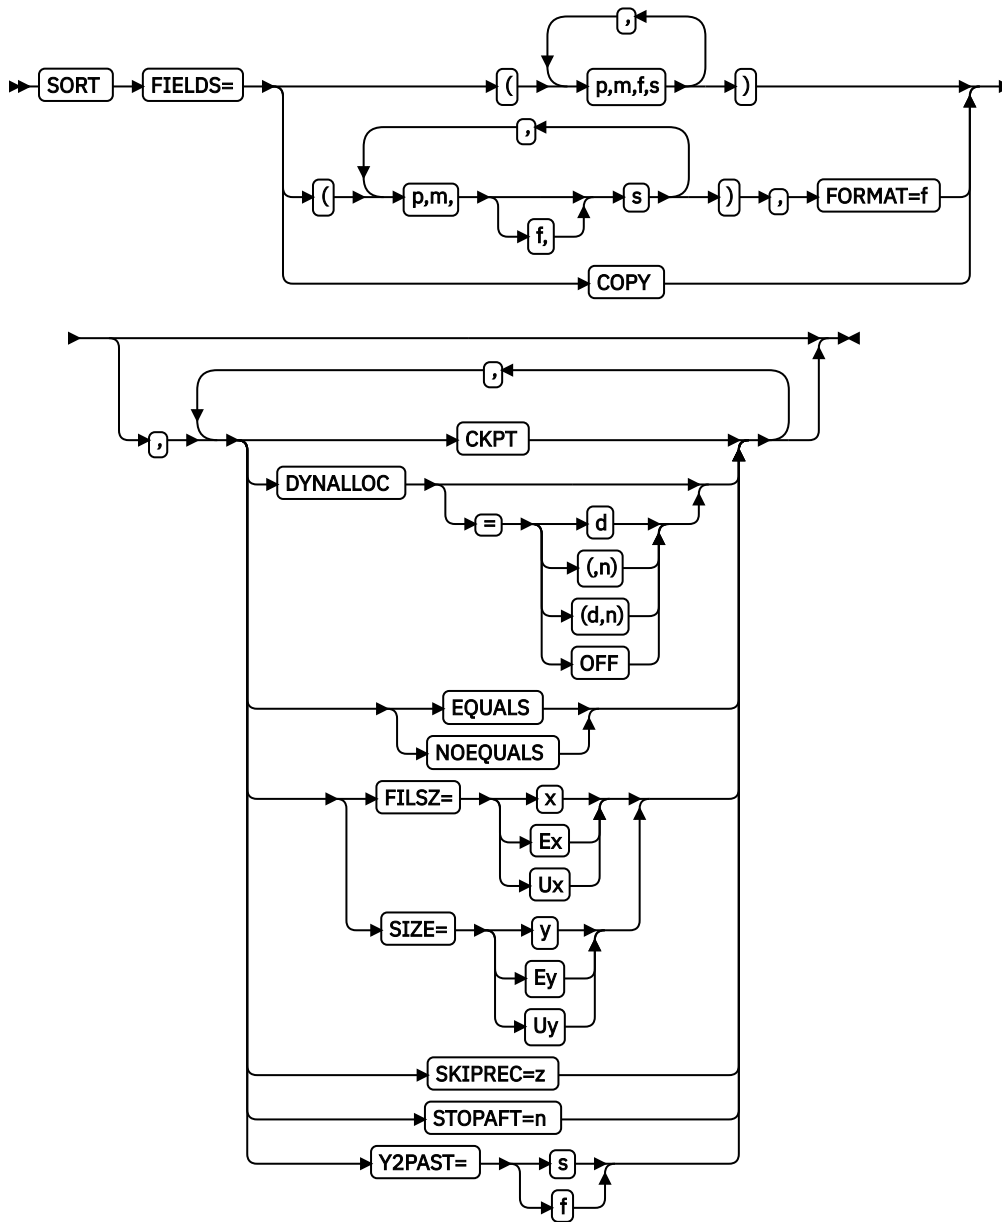 ,
SORT FIELDS= ( p,m,f,s )
,
( p,m, s ) , FORMAT=f
f,
COPY
,
, CKPT
DYNALLOC
= d
(,n)
(d,n)
OFF
EQUALS
NOEQUALS
FILSZ= x
Ex
Ux
SIZE= y
Ey
Uy
SKIPREC=z
STOPAFT=n
Y2PAST= s
f